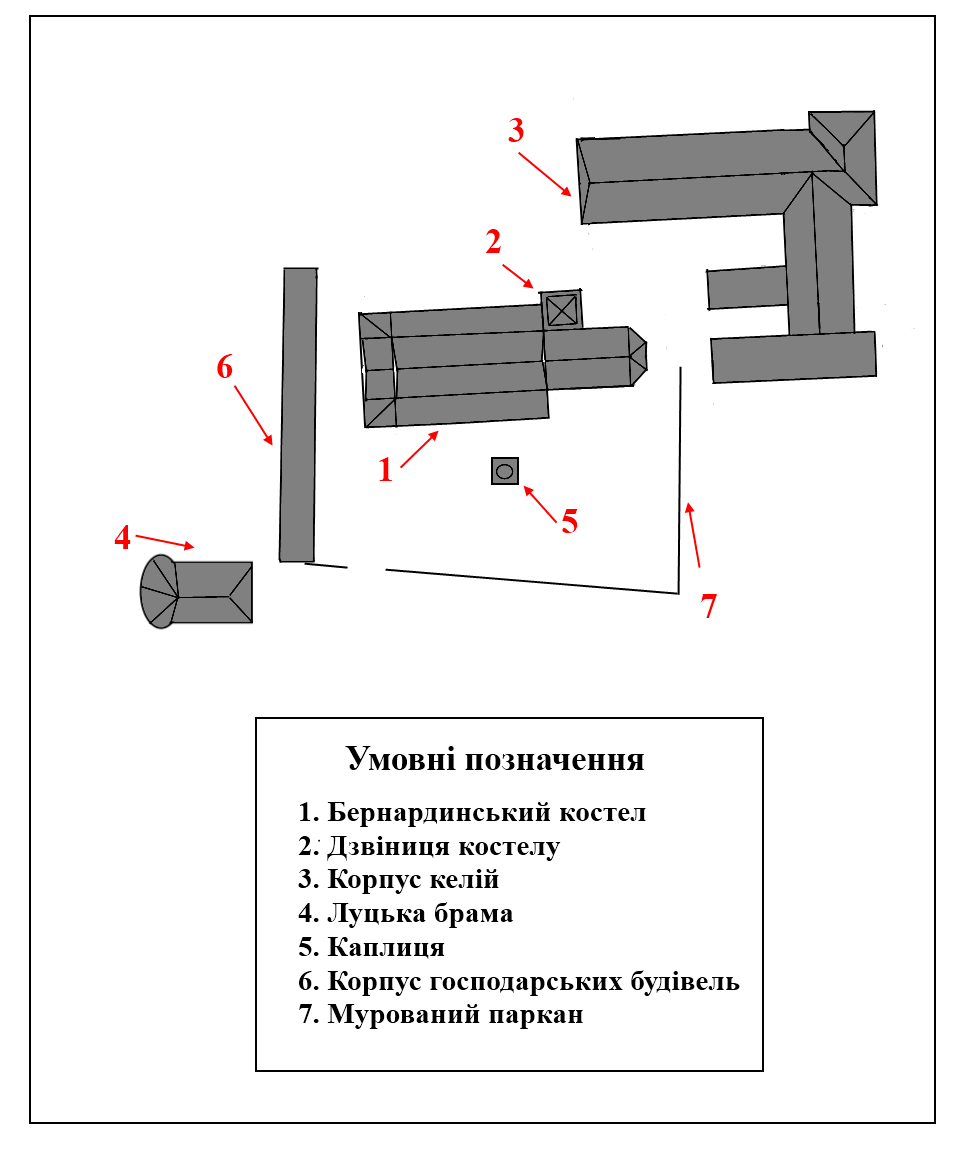 3
2
6
1
5
4
7
Умовні позначення
1. Бернардинський костел
2. Дзвіниця костелу
3. Корпус келій
4. Луцька брама
5. Каплиця
6. Корпус господарських будівель
7. Мурований паркан